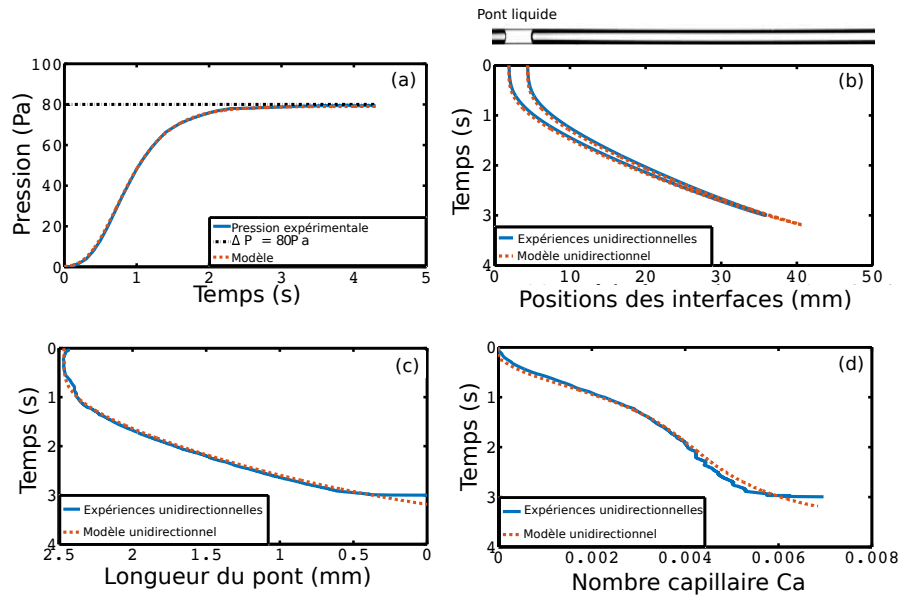 Pont liquide
(a)
Pression (Pa)
100
80
60
40
20
0
Pression expérimentale
Δ P = 80Pa
Modèle
0 1 2 3 4 5
Temps (s)
(b)
Temps (s)
0
1
2
3
4
Expériences unidirectionnelles
Modèle unidirectionnel
0 10 20 30 40 50
Positions des interfaces (mm)
(c)
Temps (s)
0
1
2
3
4
Expériences unidirectionnelles
Modèle unidirectionnel
2.5 2 1.5 1 0.5 0
Longueur du pont (mm)
(d)
Temps (s)
0
1
2
3
4
Expériences unidirectionnelles
Modèle unidirectionnel
0 0.002 0.004 0.006 0.008
Nombre capillaire Ca